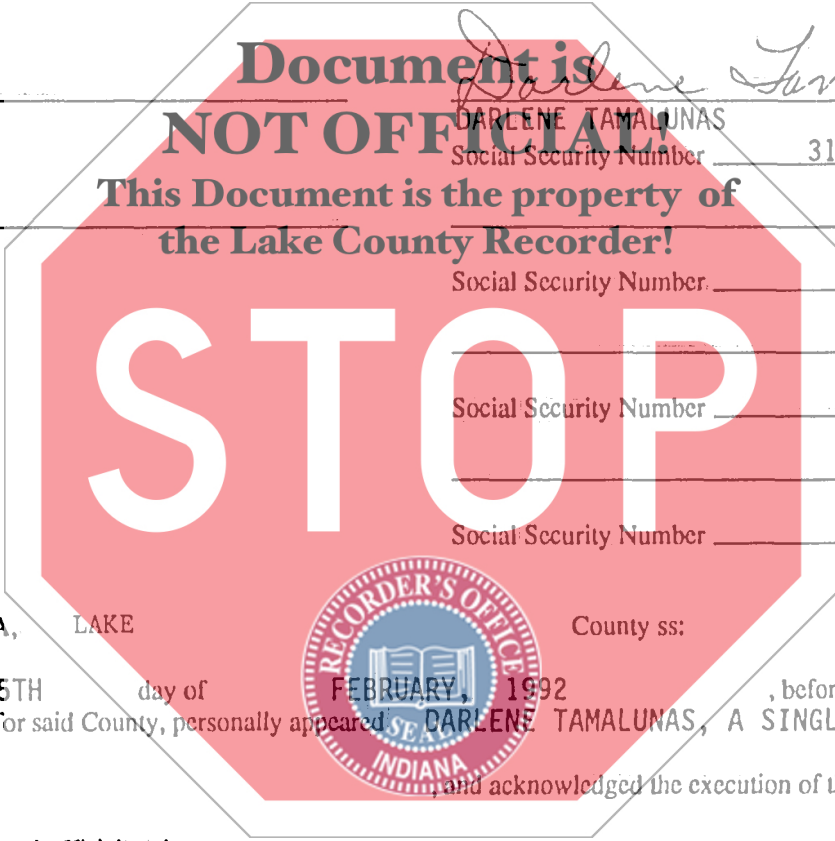 Document is
NOT OFFICIAL!
This Document is the property of
the Lake County Recorder!
STOP
Darlene
DARLENE TAMALUNAS
Social Security Number 31
Social Security Number
Social Security Number
Social Security Number
LAKE County ss:
5TH day of FEBRUARY, 1992 , befor
or said County, personally appeared DARLENE TAMALUNAS, A SINGL
, and acknowledged the execution of
RECORDER'S OFFICE
SEAL
INDIANA